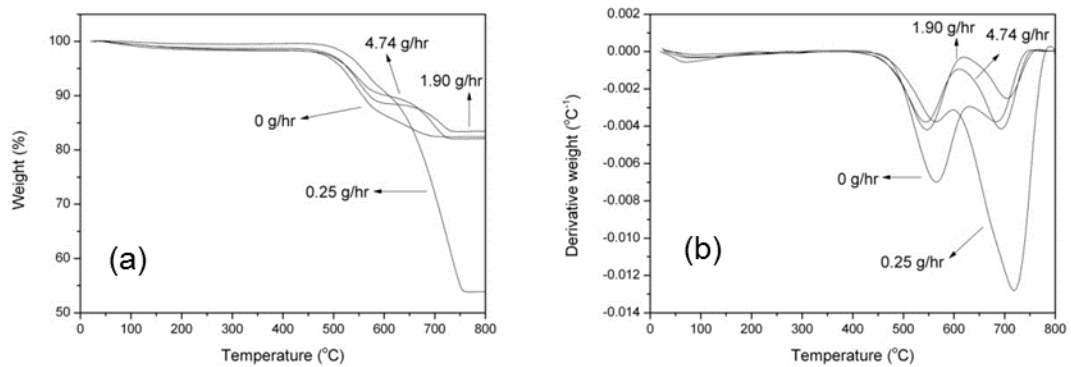 100
90
80
70
60
50
0 100 200 300 400 500 600 700 800
Weight (%)
Temperature (°C)
4.74 g/hr
1.90 g/hr
0 g/hr
0.25 g/hr
(a)
0.002
0.000
-0.002
-0.004
-0.006
-0.008
-0.010
-0.012
-0.014
0 100 200 300 400 500 600 700 800
Derivative weight (°C⁻¹)
Temperature (°C)
1.90 g/hr
4.74 g/hr
0 g/hr
0.25 g/hr
(b)